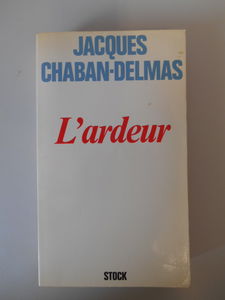 JACQUES
CHABAN-DELMAS
L'ardeur
STOCK